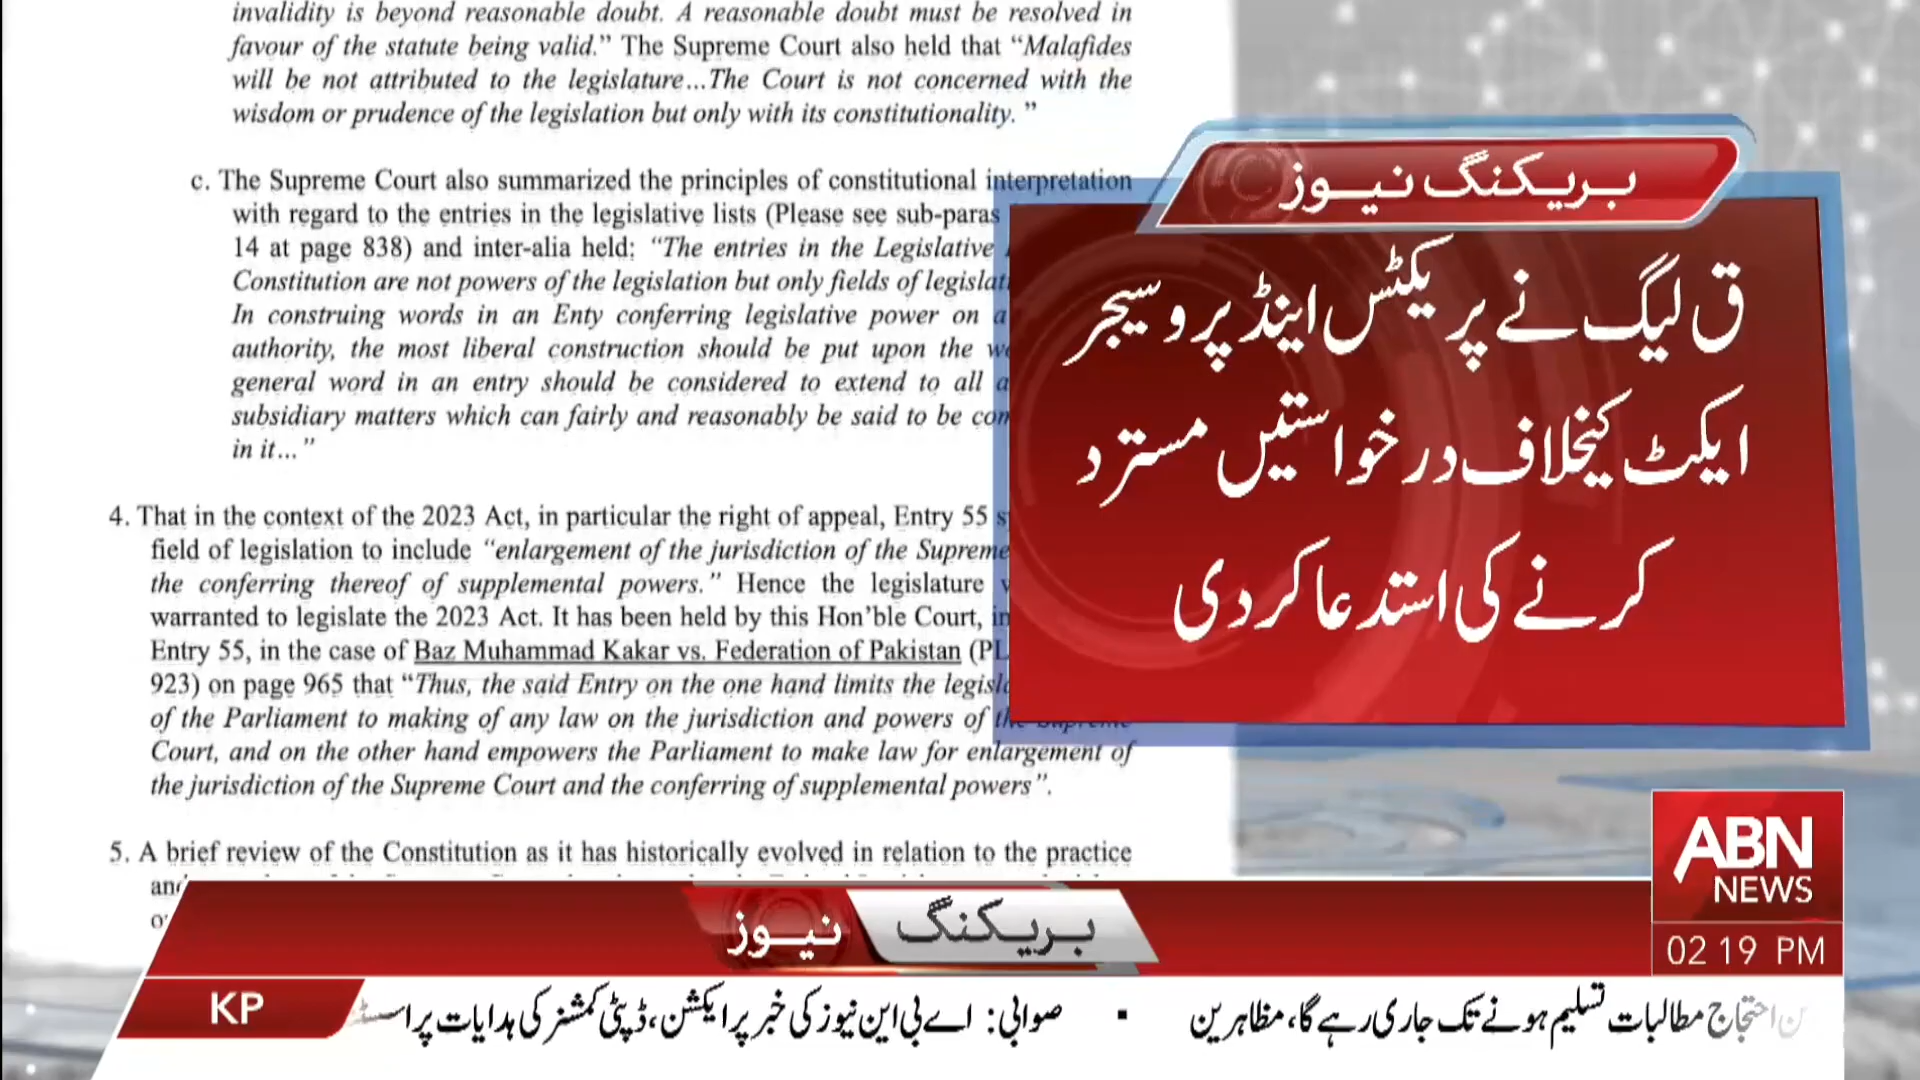 invalidity is beyond reasonable doubt. A reasonable doubt must be resolved in
favour of the statute being valid.” The Supreme Court also held that “Malafides
will be not attributed to the legislature…The Court is not concerned with the
wisdom or prudence of the legislation but only with its constitutionality. ”
c. The Supreme Court also summarized the principles of constitutional interpretation
with regard to the entries in the legislative lists (Please see sub-paras
14 at page 838) and inter-alia held: “The entries in the Legislative
Constitution are not powers of the legislation but only fields of legislat
In construing words in an Enty conferring legislative power on a
authority, the most liberal construction should be put upon the w
general word in an entry should be considered to extend to all a
subsidiary matters which can fairly and reasonably be said to be con
in it…”
4. That in the context of the 2023 Act, in particular the right of appeal, Entry 55 s
field of legislation to include “enlargement of the jurisdiction of the Supreme
the conferring thereof of supplemental powers.” Hence the legislature
warranted to legislate the 2023 Act. It has been held by this Hon’ble Court, in
Entry 55, in the case of Baz Muhammad Kakar vs. Federation of Pakistan (PL
923) on page 965 that “Thus, the said Entry on the one hand limits the legisl
of the Parliament to making of any law on the jurisdiction and powers of the Supreme
Court, and on the other hand empowers the Parliament to make law for enlargement of
the jurisdiction of the Supreme Court and the conferring of supplemental powers”.
5. A brief review of the Constitution as it has historically evolved in relation to the practice
بریکنگ نیوز
ق لیگ نے پریکٹس اینڈ پروسیجر
ایکٹ کیخلاف درخواستیں مسترد
کرنے کی استدعا کردی
ABN
NEWS
02 19 PM
بریکنگ نیوز
KP
احتجاج مطالبات تسلیم ہونے تک جاری رہے گا، مظاہرین ▪ صوابی: اے بی این نیوز کی خبر پر ایکشن، ڈپٹی کمشنر کی ہدایات پر